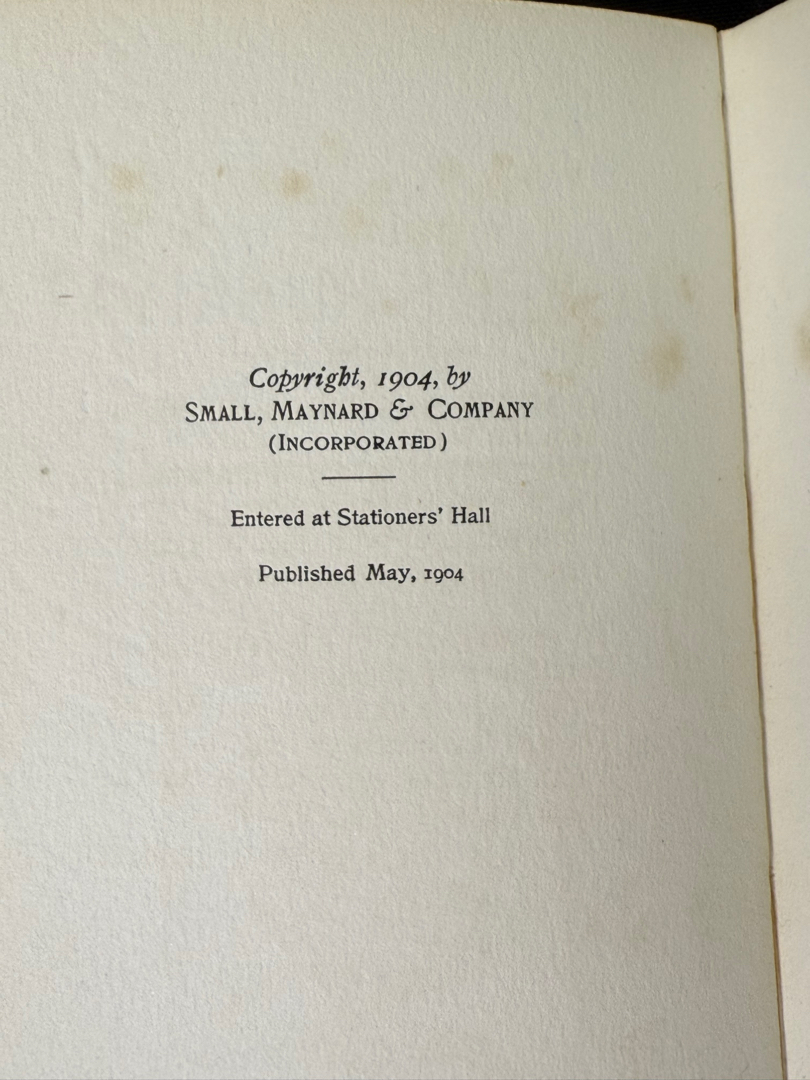 Copyright, 1904, by
SMALL, MAYNARD & COMPANY
(INCORPORATED)
Entered at Stationers' Hall
Published May, 1904